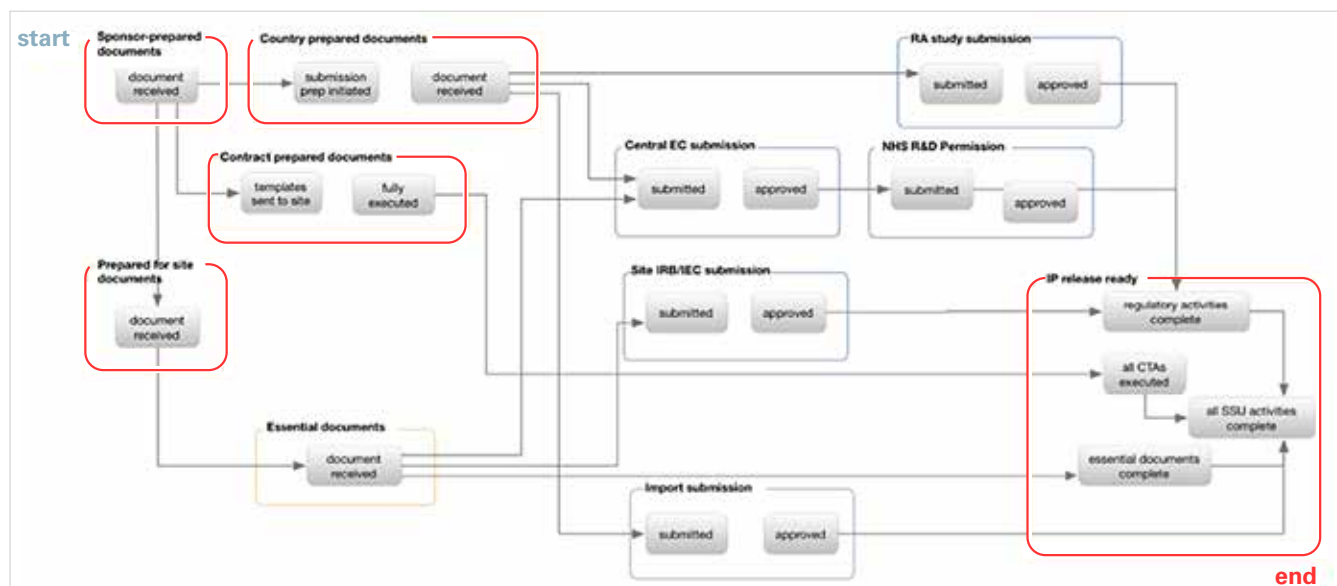 start
Sponsor-prepared
documents
document
received
Country prepared documents
submission
prep initiated
document
received
RA study submission
submitted
approved
Contract prepared documents
templates
sent to site
fully
executed
Central EC submission
submitted
approved
NHS R&D Permission
submitted
approved
Prepared for site
documents
document
received
Site IRB/IEC submission
submitted
approved
IP release ready
regulatory activities
complete
all CTAs
executed
all SSU activities
complete
essential documents
complete
Essential documents
document
received
Import submission
submitted
approved
end